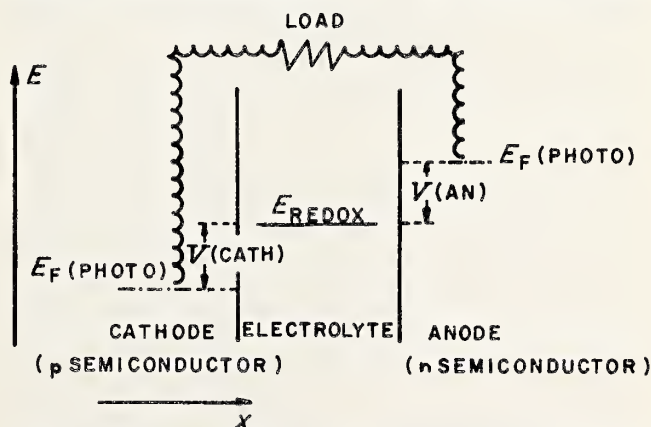 LOAD
E
E_F (PHOTO)
V(AN)
E_REDOX
V(CATH)
E_F (PHOTO)
CATHODE
ELECTROLYTE
ANODE
(p SEMICONDUCTOR)
(n SEMICONDUCTOR)
x